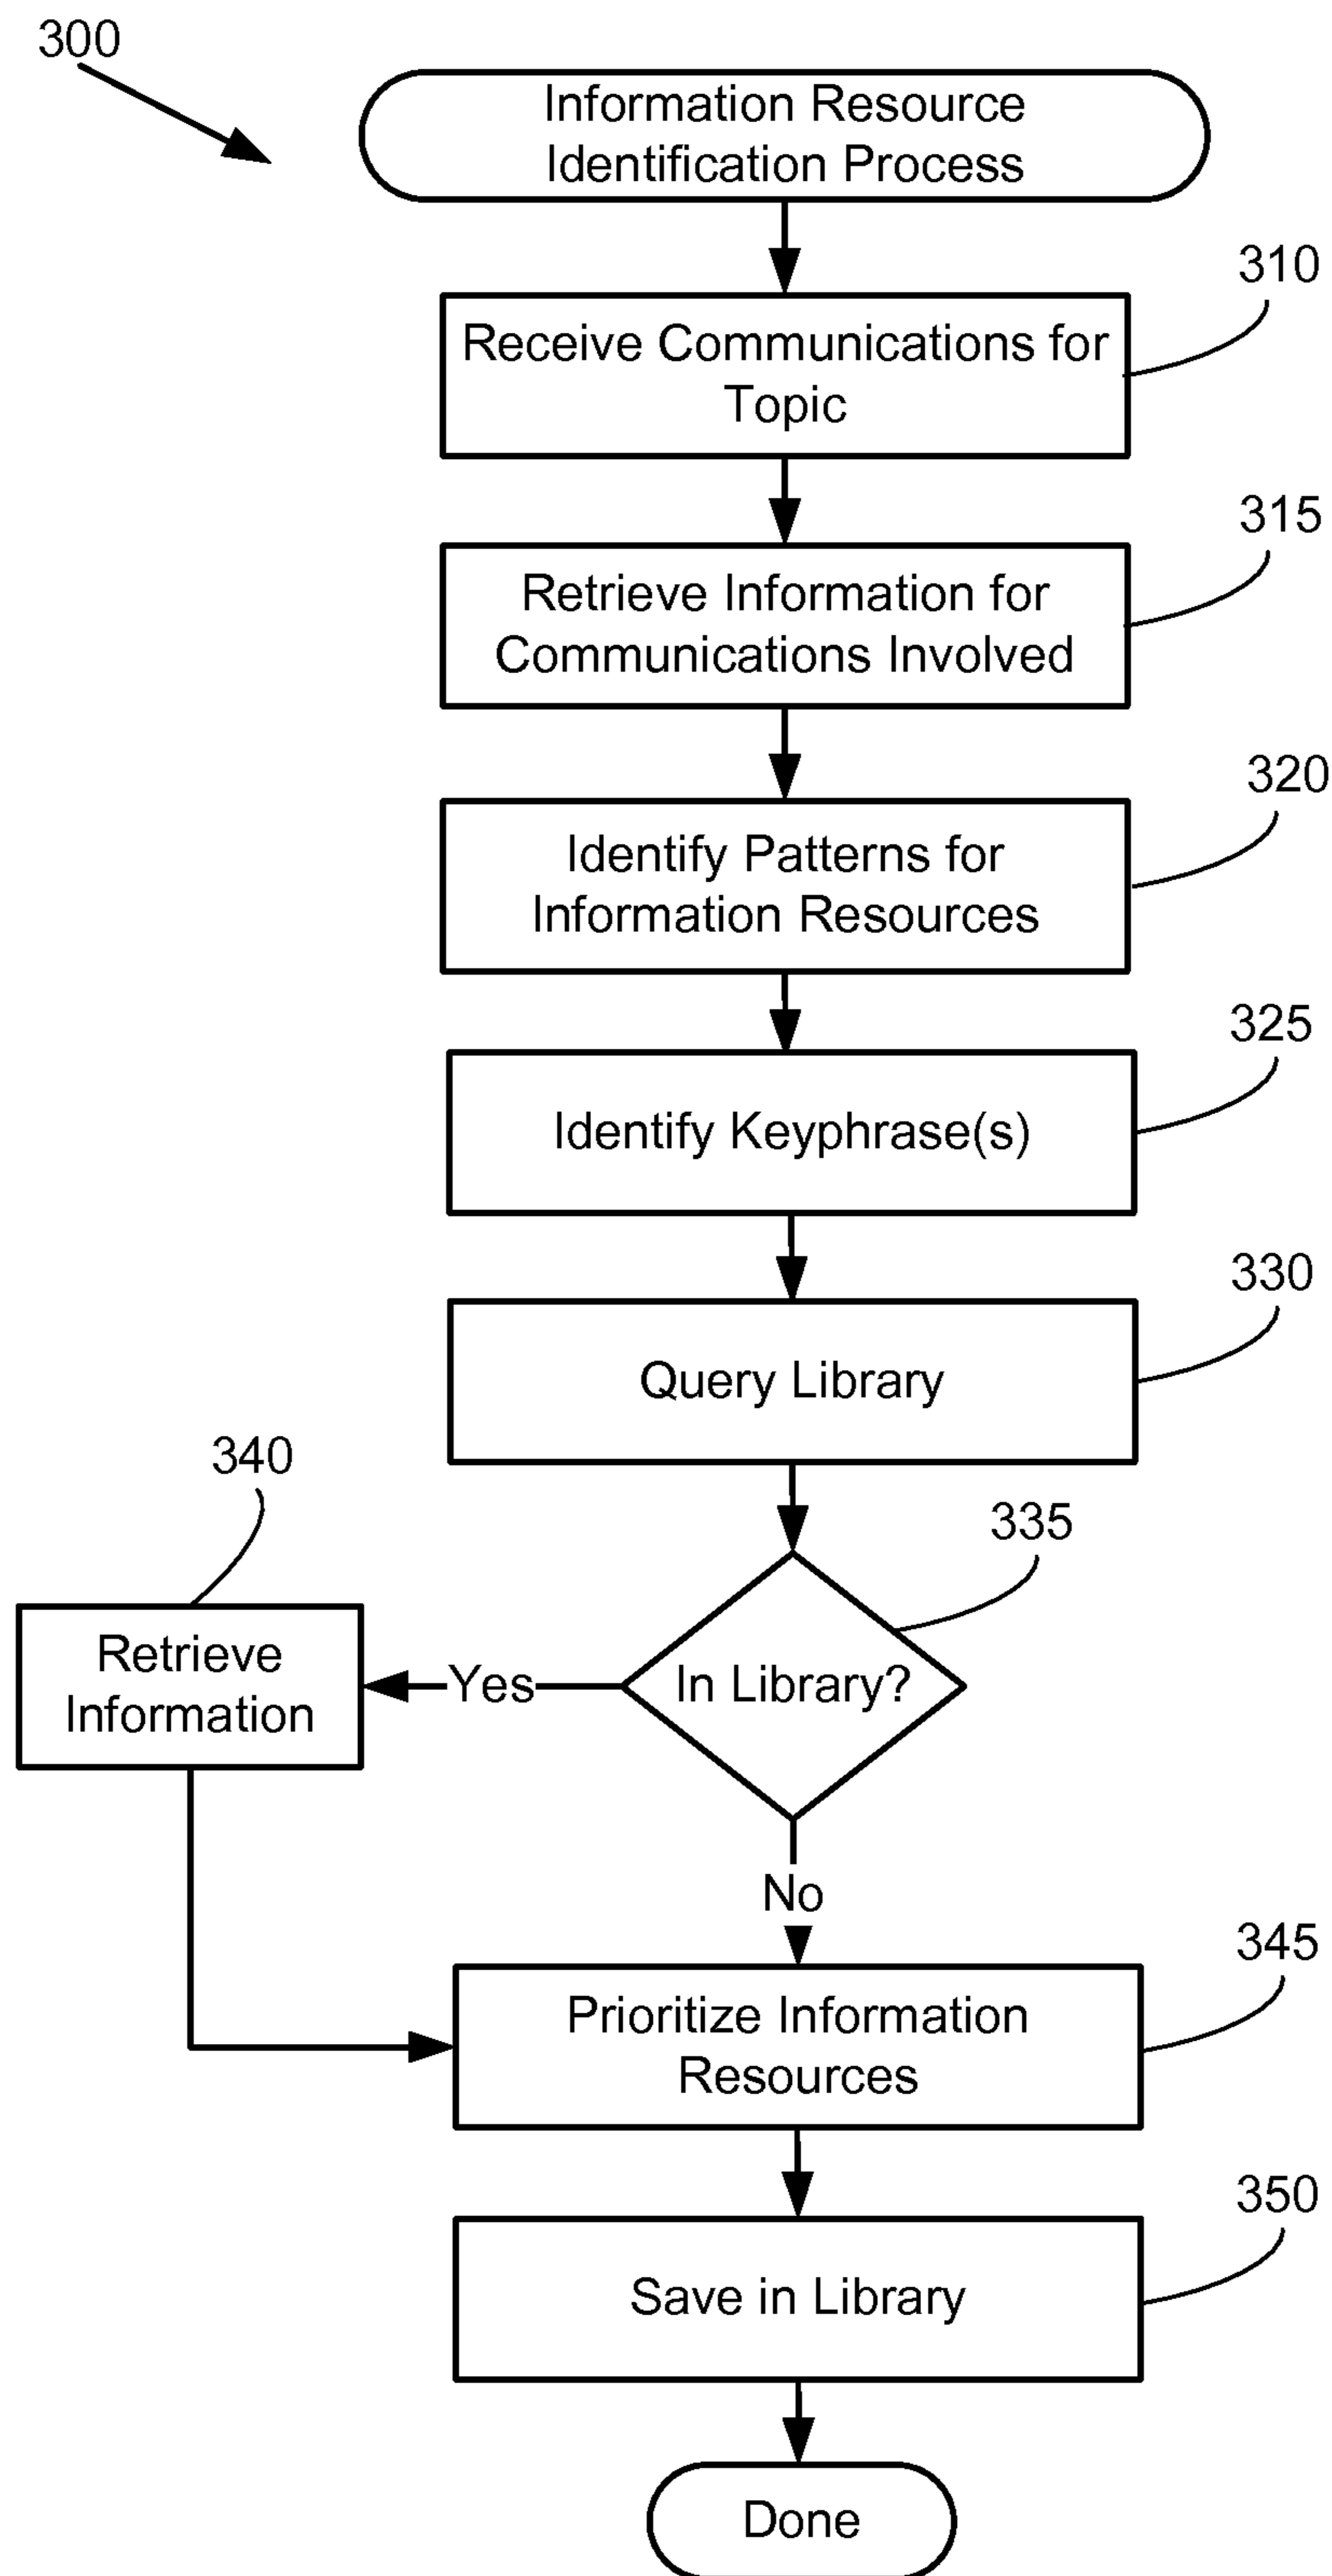 300
Information Resource
Identification Process
310
Receive Communications for
Topic
315
Retrieve Information for
Communications Involved
320
Identify Patterns for
Information Resources
325
Identify Keyphrase(s)
330
Query Library
340
335
Retrieve
Information
Yes
In Library?
No
345
Prioritize Information
Resources
350
Save in Library
Done